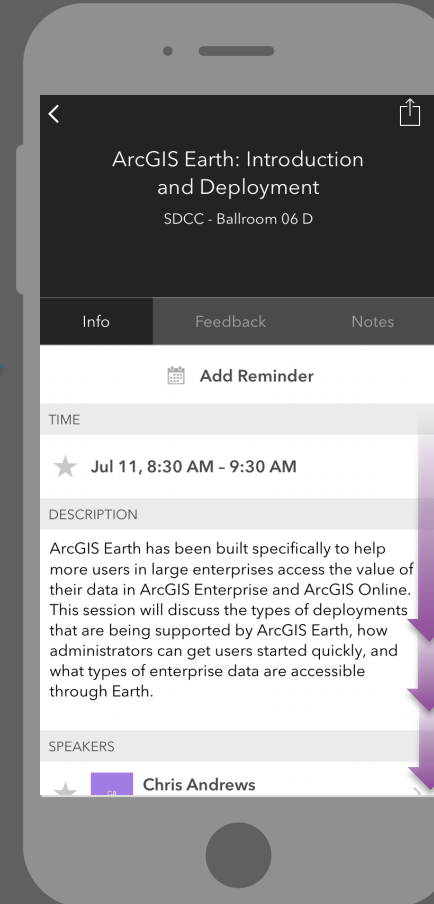 ArcGIS Earth: Introduction
and Deployment
SDCC - Ballroom 06 D
Info Feedback Notes
Add Reminder
TIME
Jul 11, 8:30 AM – 9:30 AM
DESCRIPTION
ArcGIS Earth has been built specifically to help
more users in large enterprises access the value of
their data in ArcGIS Enterprise and ArcGIS Online.
This session will discuss the types of deployments
that are being supported by ArcGIS Earth, how
administrators can get users started quickly, and
what types of enterprise data are accessible
through Earth.
SPEAKERS
CA Chris Andrews